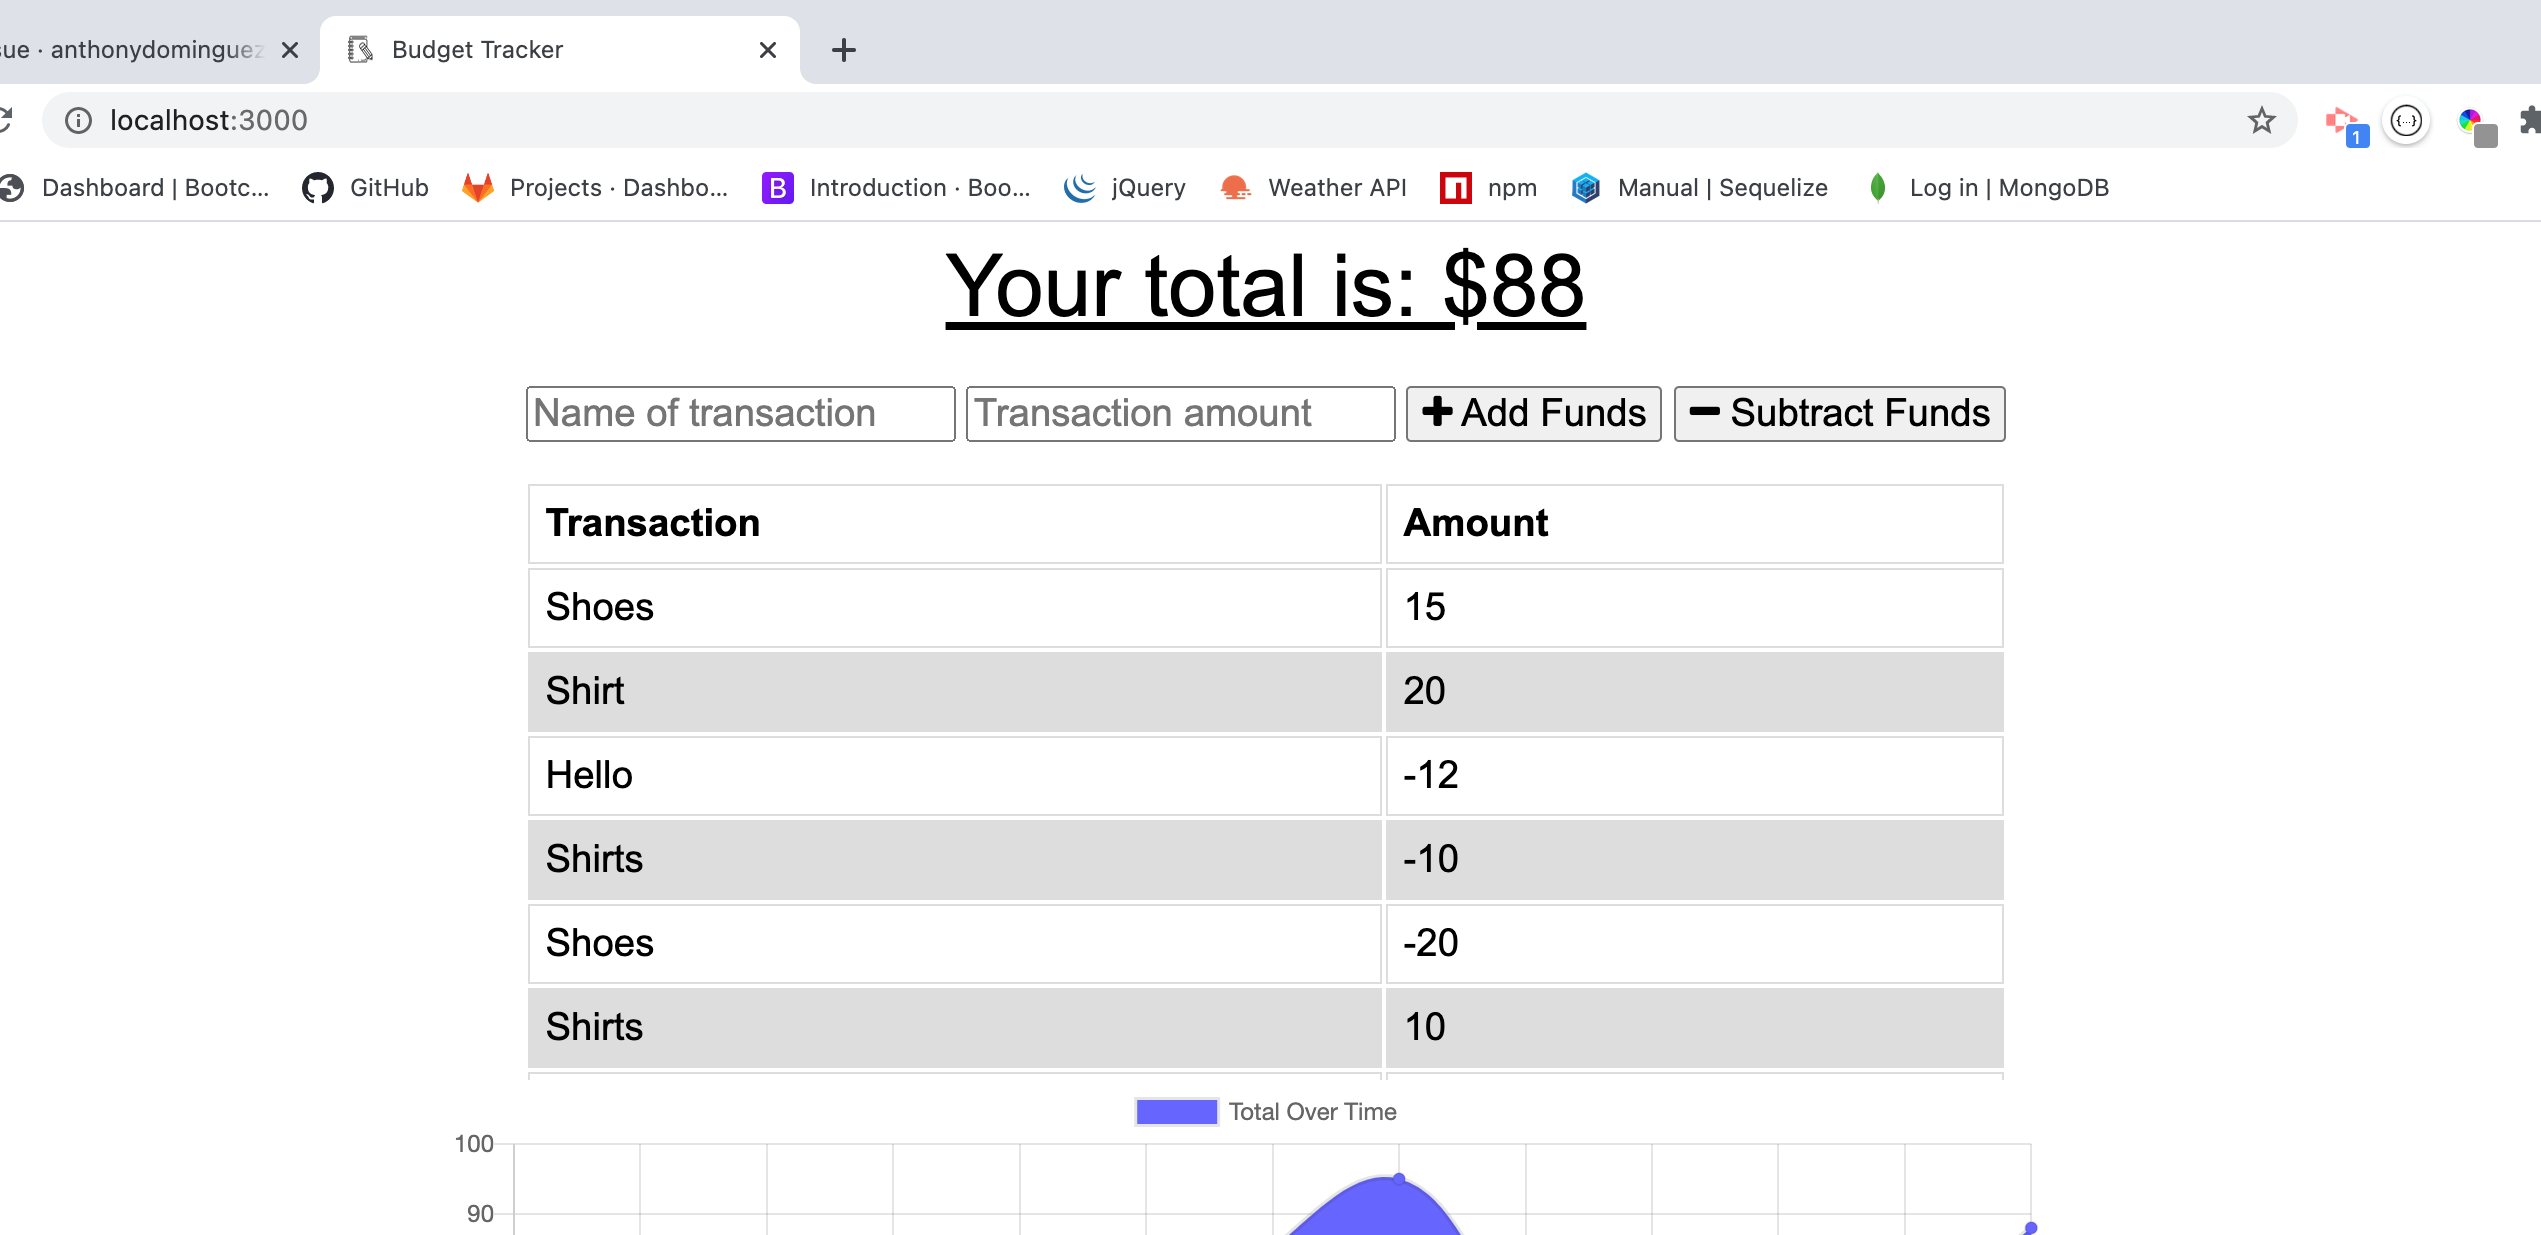 sue · anthonydominguez
Budget Tracker
localhost:3000
1
{...}
Dashboard | Bootc...
GitHub
Projects · Dashbo...
B
Introduction · Boo...
jQuery
Weather API
npm
Manual | Sequelize
Log in | MongoDB
Your total is: $88
Name of transaction
Transaction amount
Add Funds
Subtract Funds
Transaction Amount
Shoes 15
Shirt 20
Hello -12
Shirts -10
Shoes -20
Shirts 10
Total Over Time
100
90